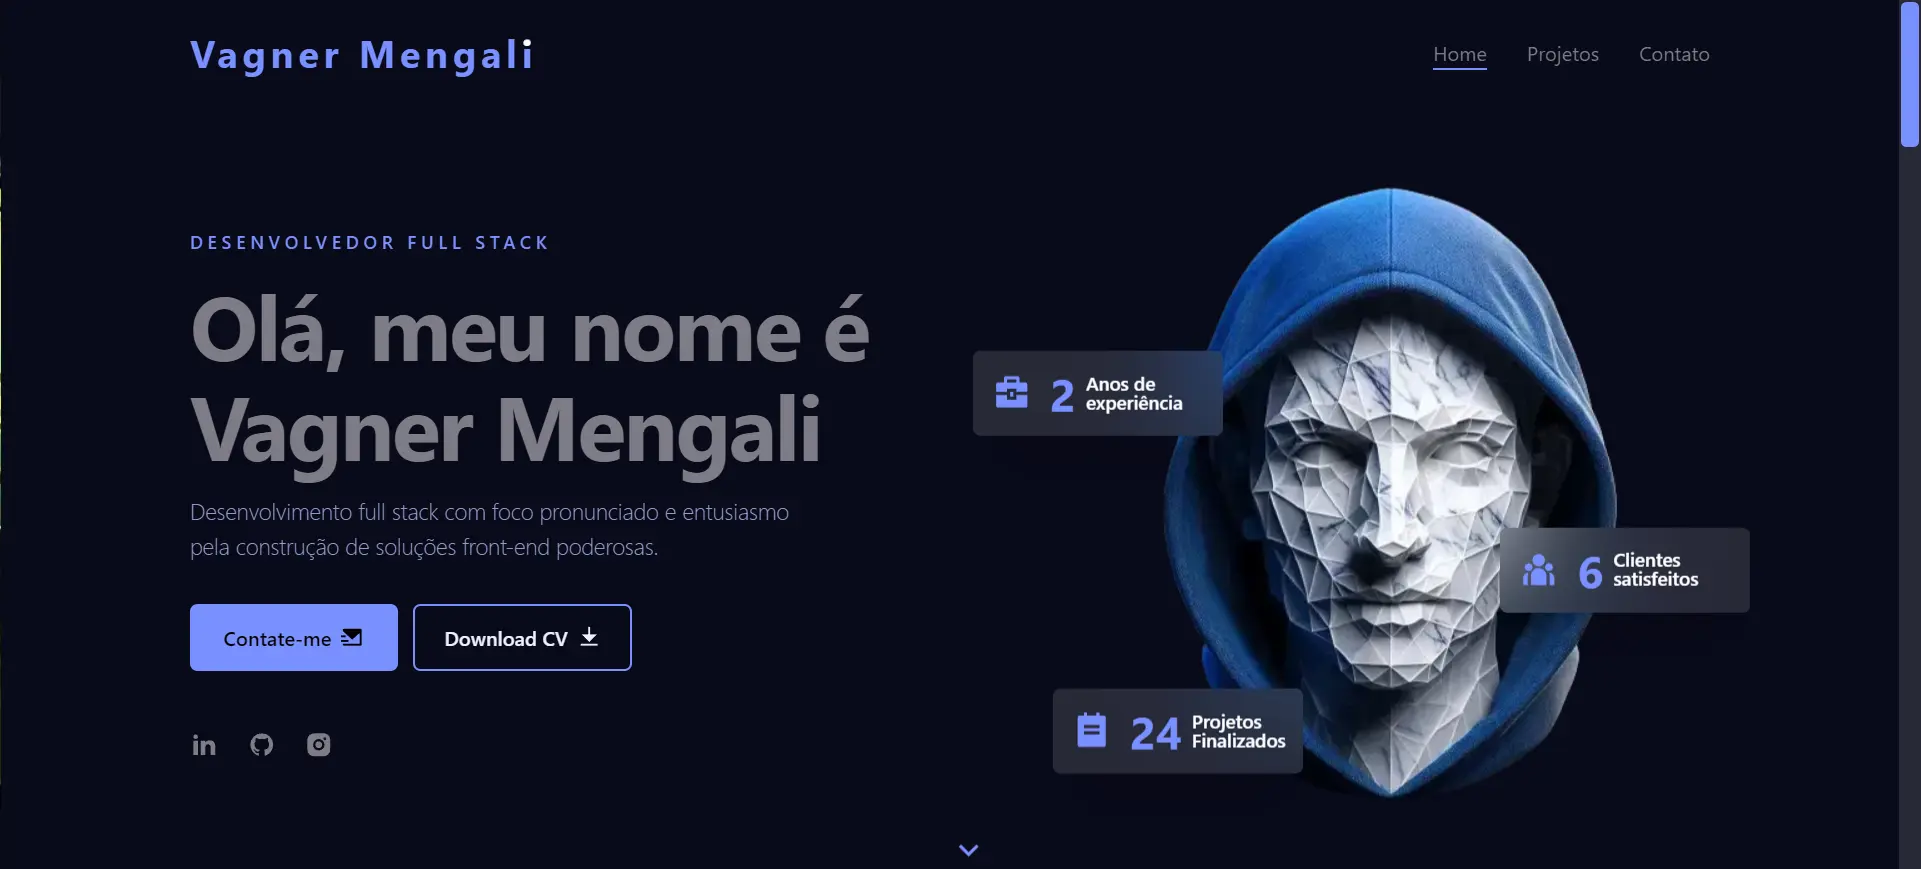 Vagner Mengali
Home Projetos Contato
DESENVOLVEDOR FULL STACK
Olá, meu nome é
Vagner Mengali
Desenvolvimento full stack com foco pronunciado e entusiasmo
pela construção de soluções front-end poderosas.
Contate-me
Download CV
in
2 Anos de
experiência
6 Clientes
satisfeitos
24 Projetos
Finalizados